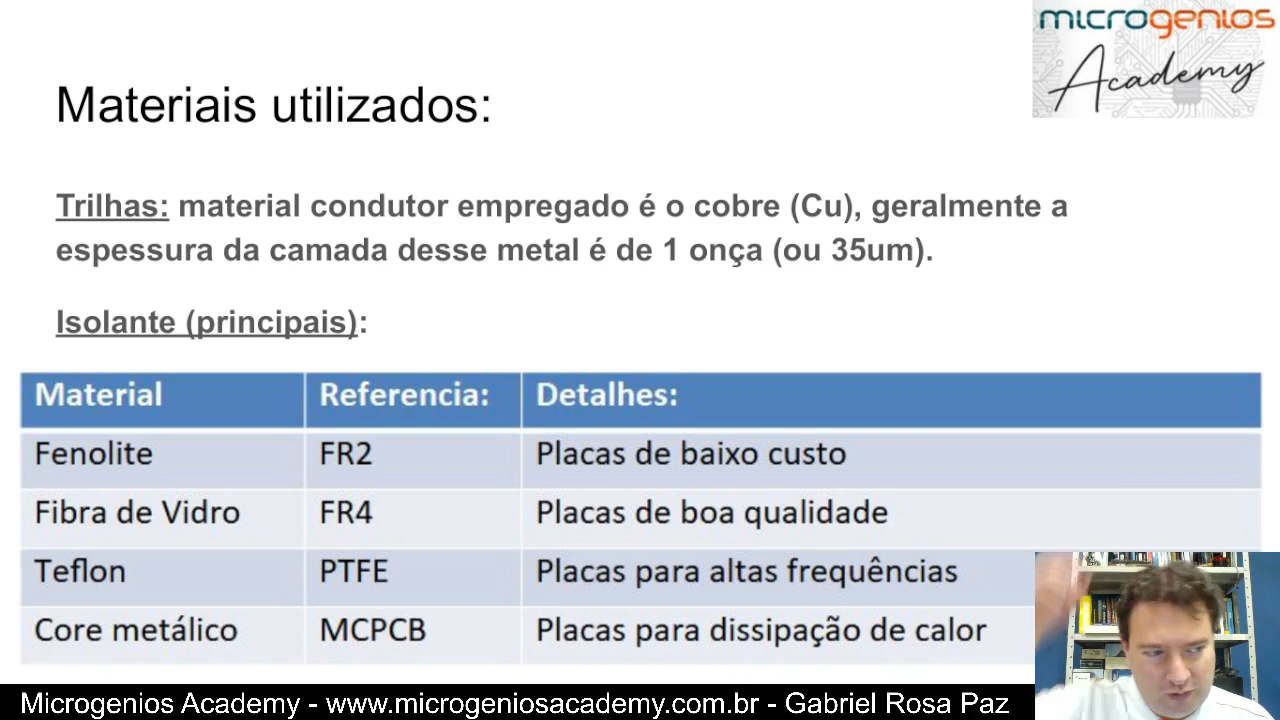 microgenios
Academy
Materiais utilizados:
Trilhas: material condutor empregado é o cobre (Cu), geralmente a
espessura da camada desse metal é de 1 onça (ou 35um).
Isolante (principais):
Material Referencia: Detalhes:
Fenolite FR2 Placas de baixo custo
Fibra de Vidro FR4 Placas de boa qualidade
Teflon PTFE Placas para altas frequências
Core metálico MCPCB Placas para dissipação de calor
Microgenios Academy - www.microgeniosacademy.com.br - Gabriel Rosa Paz